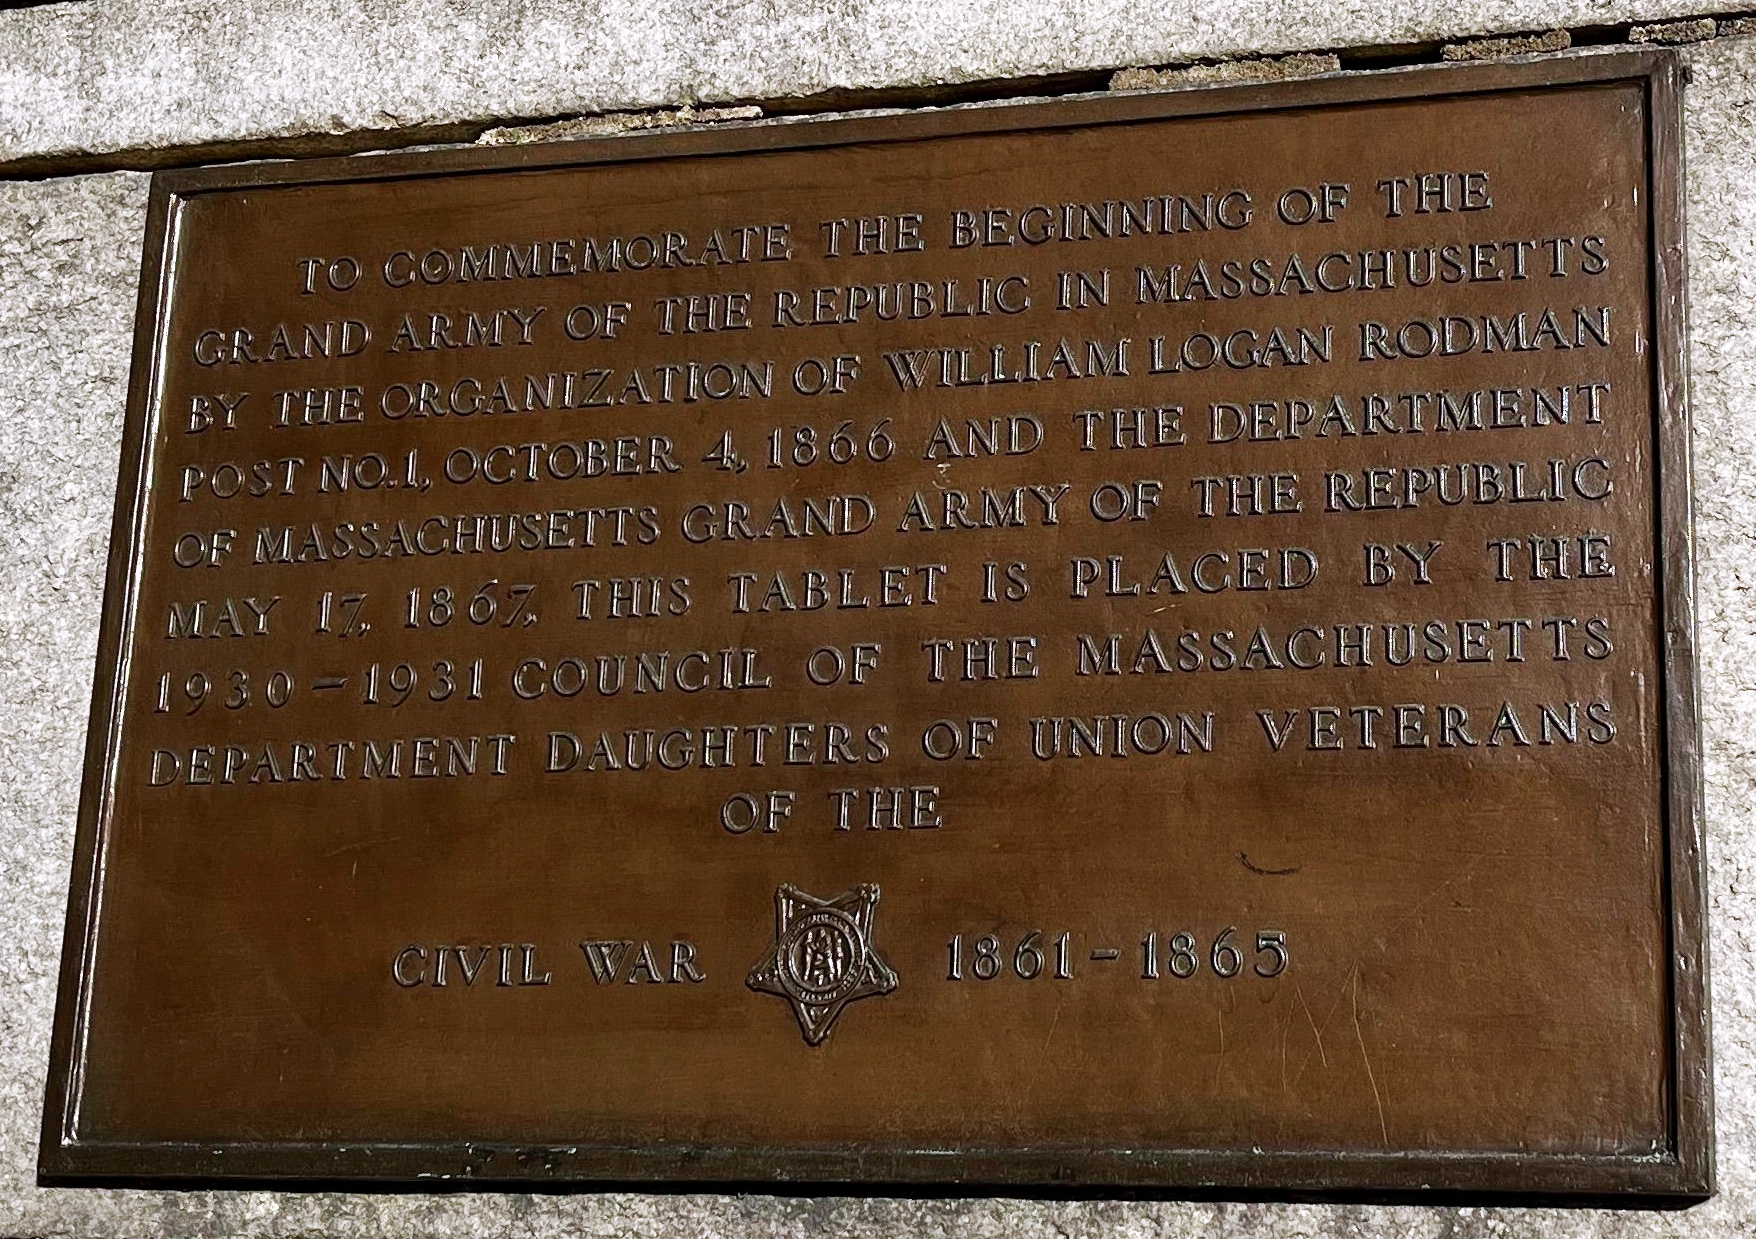 TO COMMEMORATE THE BEGINNING OF THE
GRAND ARMY OF THE REPUBLIC IN MASSACHUSETTS
BY THE ORGANIZATION OF WILLIAM LOGAN RODMAN
POST NO.1, OCTOBER 4, 1866 AND THE DEPARTMENT
OF MASSACHUSETTS GRAND ARMY OF THE REPUBLIC
MAY 17, 1867, THIS TABLET IS PLACED BY THE
1930 - 1931 COUNCIL OF THE MASSACHUSETTS
DEPARTMENT DAUGHTERS OF UNION VETERANS
OF THE
CIVIL WAR 1861 - 1865